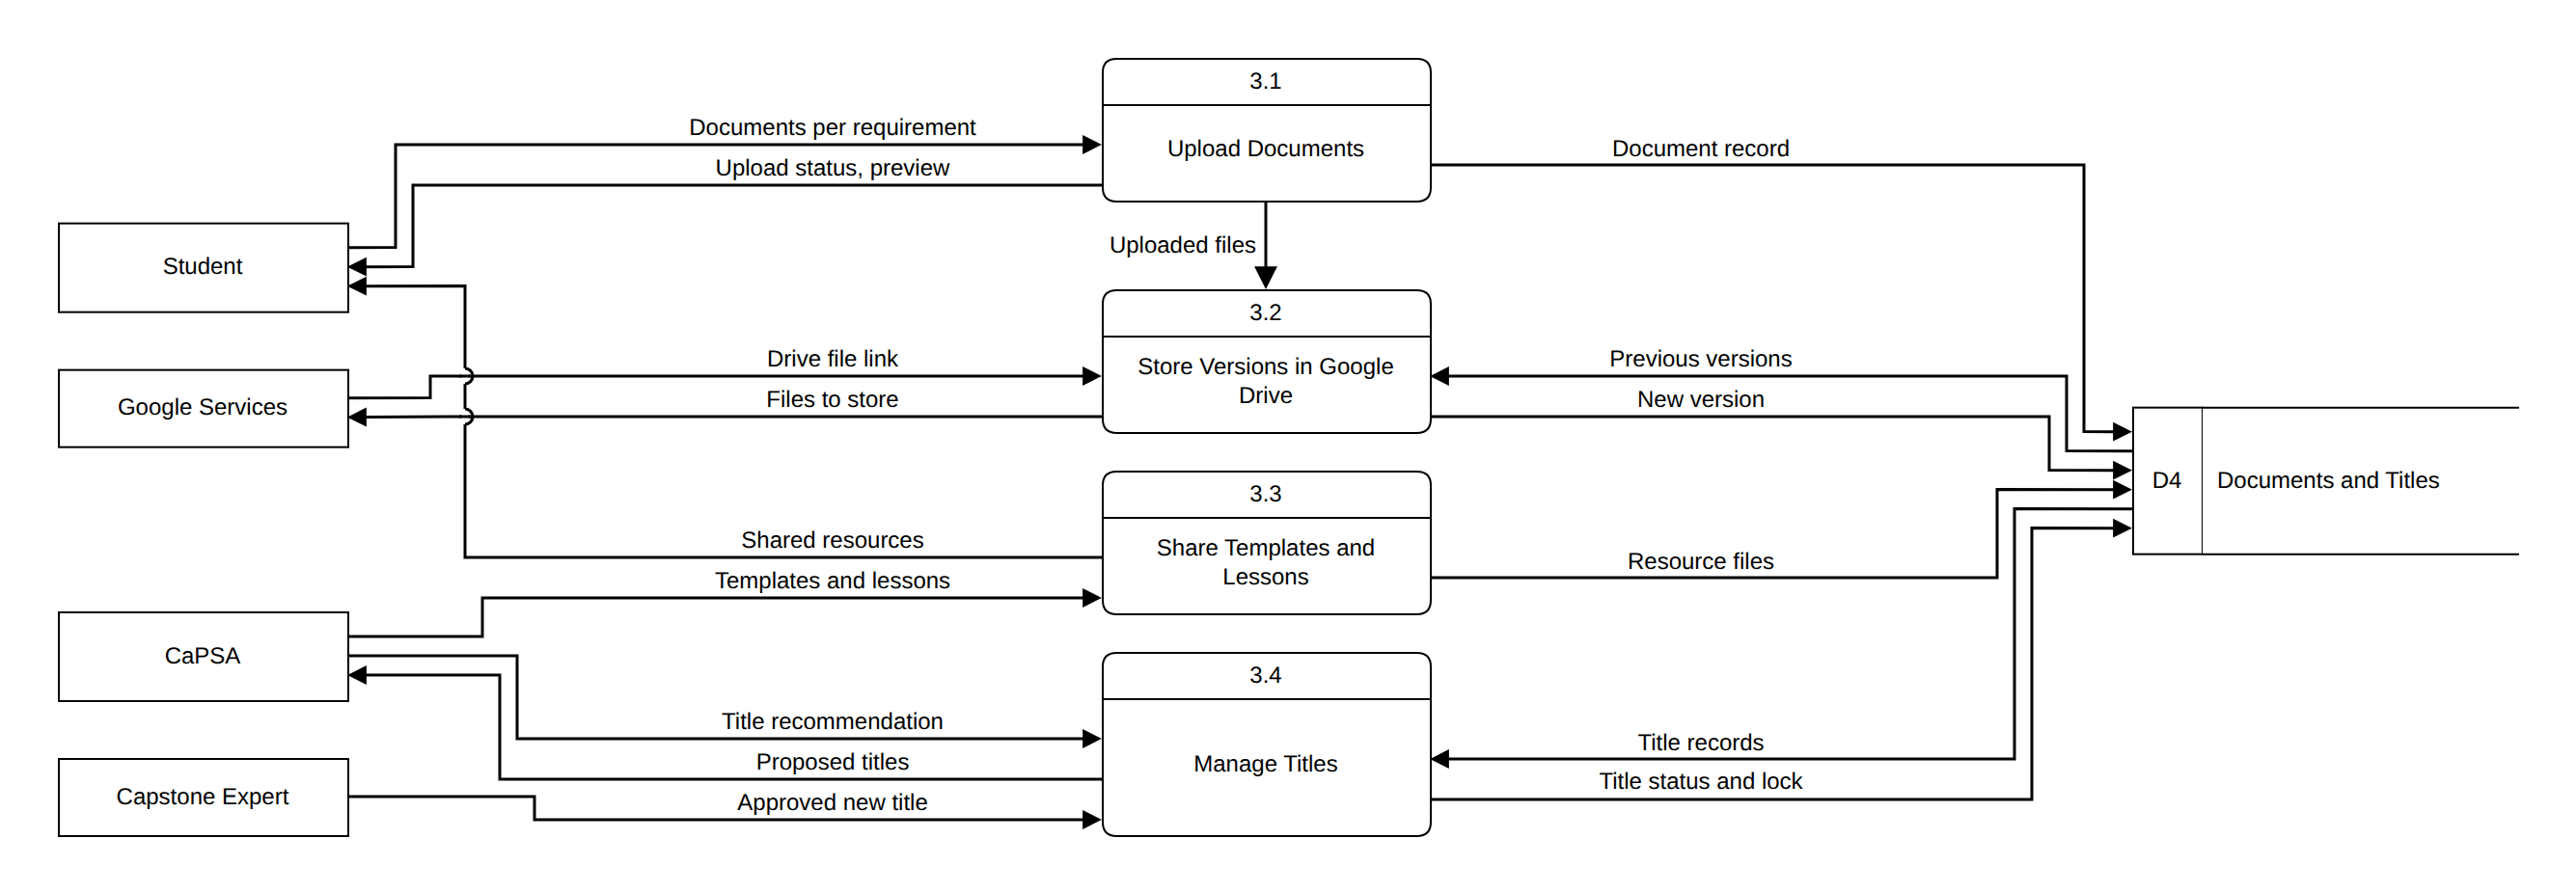 3.1
Documents per requirement
Upload Documents
Document record
Upload status, preview
Uploaded files
Student
3.2
Drive file link
Store Versions in Google
Drive
Previous versions
Files to store
New version
Google Services
D4
Documents and Titles
3.3
Shared resources
Share Templates and
Lessons
Resource files
Templates and lessons
CaPSA
3.4
Title recommendation
Title records
Proposed titles
Manage Titles
Title status and lock
Capstone Expert
Approved new title